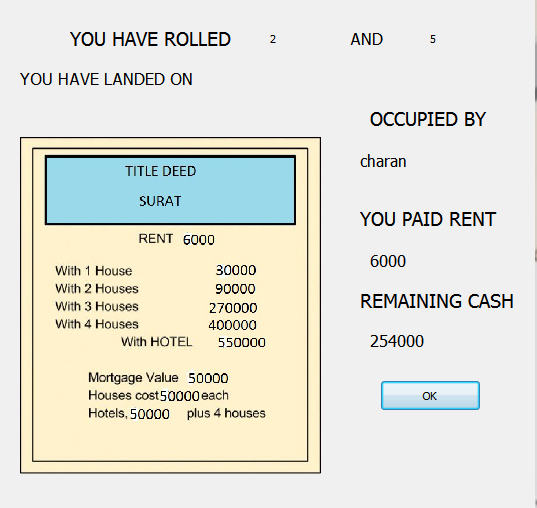 YOU HAVE ROLLED 2 AND 5
YOU HAVE LANDED ON
OCCUPIED BY
charan
YOU PAID RENT
6000
REMAINING CASH
254000
OK
TITLE DEED
SURAT
RENT 6000
With 1 House 30000
With 2 Houses 90000
With 3 Houses 270000
With 4 Houses 400000
With HOTEL 550000
Mortgage Value 50000
Houses cost 50000 each
Hotels, 50000 plus 4 houses